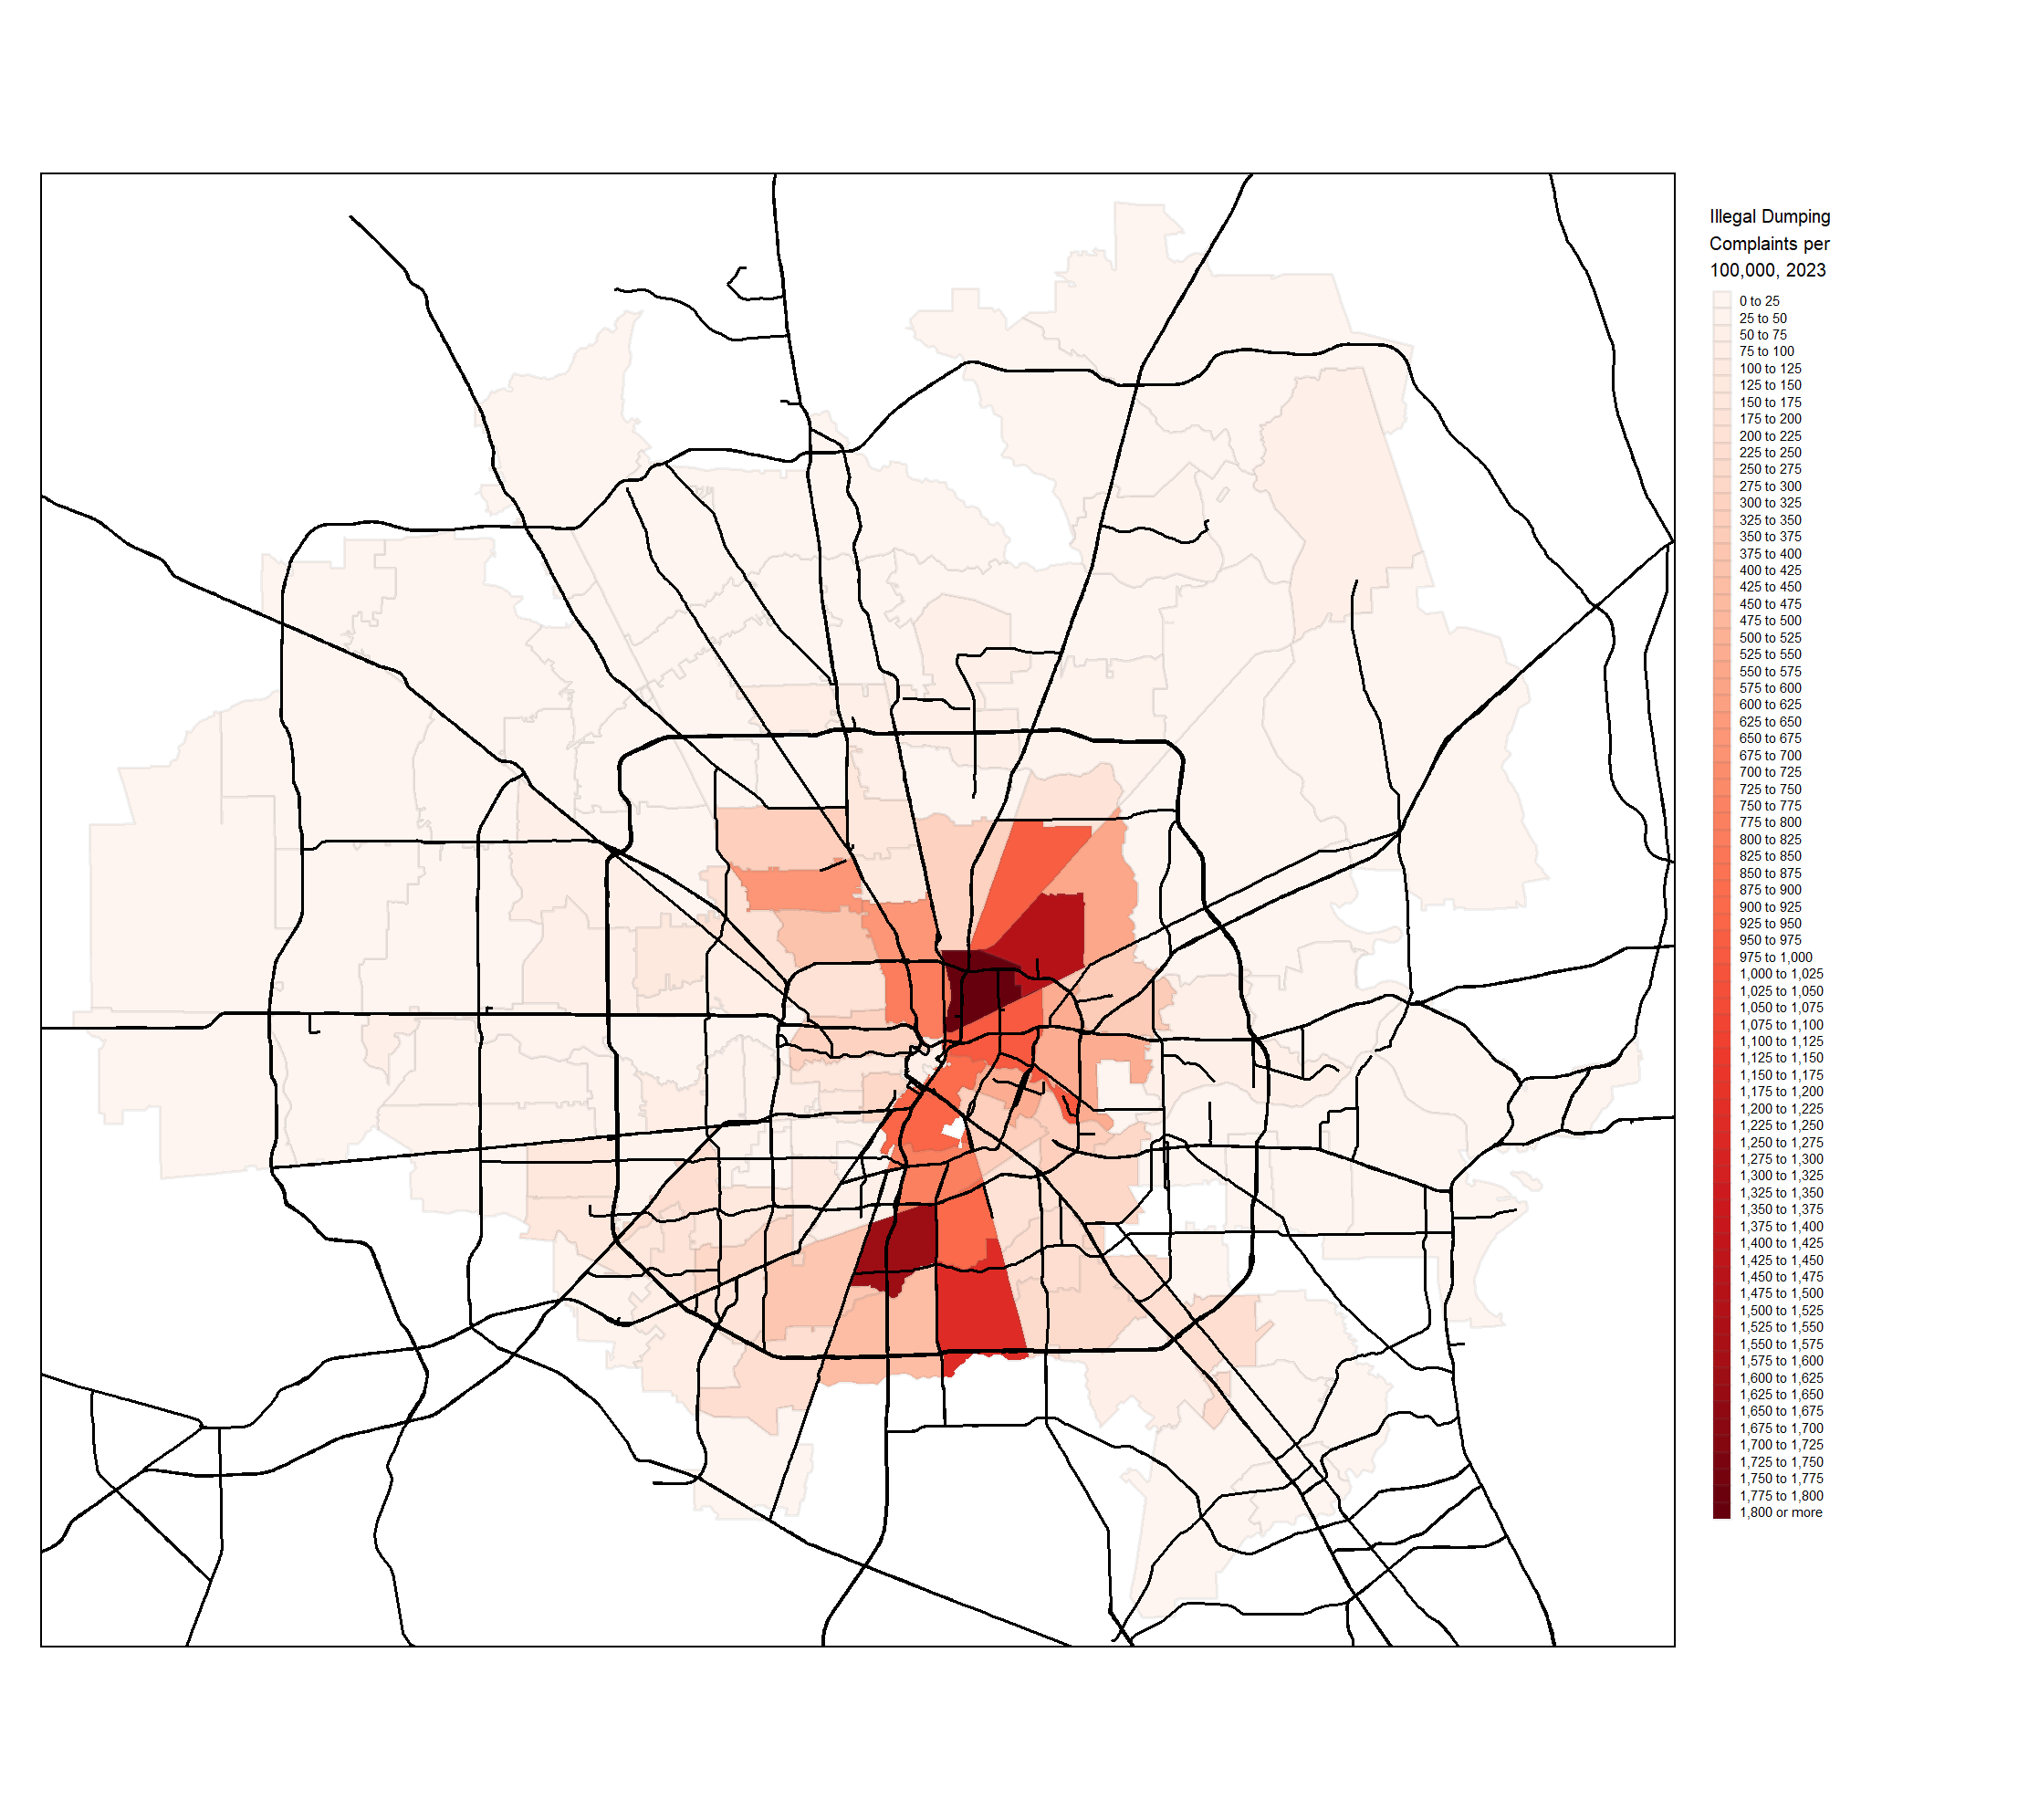 Illegal Dumping
Complaints per
100,000, 2023
0 to 25
25 to 50
50 to 75
75 to 100
100 to 125
125 to 150
150 to 175
175 to 200
200 to 225
225 to 250
250 to 275
275 to 300
300 to 325
325 to 350
350 to 375
375 to 400
400 to 425
425 to 450
450 to 475
475 to 500
500 to 525
525 to 550
550 to 575
575 to 600
600 to 625
625 to 650
650 to 675
675 to 700
700 to 725
725 to 750
750 to 775
775 to 800
800 to 825
825 to 850
850 to 875
875 to 900
900 to 925
925 to 950
950 to 975
975 to 1,000
1,000 to 1,025
1,025 to 1,050
1,050 to 1,075
1,075 to 1,100
1,100 to 1,125
1,125 to 1,150
1,150 to 1,175
1,175 to 1,200
1,200 to 1,225
1,225 to 1,250
1,250 to 1,275
1,275 to 1,300
1,300 to 1,325
1,325 to 1,350
1,350 to 1,375
1,375 to 1,400
1,400 to 1,425
1,425 to 1,450
1,450 to 1,475
1,475 to 1,500
1,500 to 1,525
1,525 to 1,550
1,550 to 1,575
1,575 to 1,600
1,600 to 1,625
1,625 to 1,650
1,650 to 1,675
1,675 to 1,700
1,700 to 1,725
1,725 to 1,750
1,750 to 1,775
1,775 to 1,800
1,800 or more